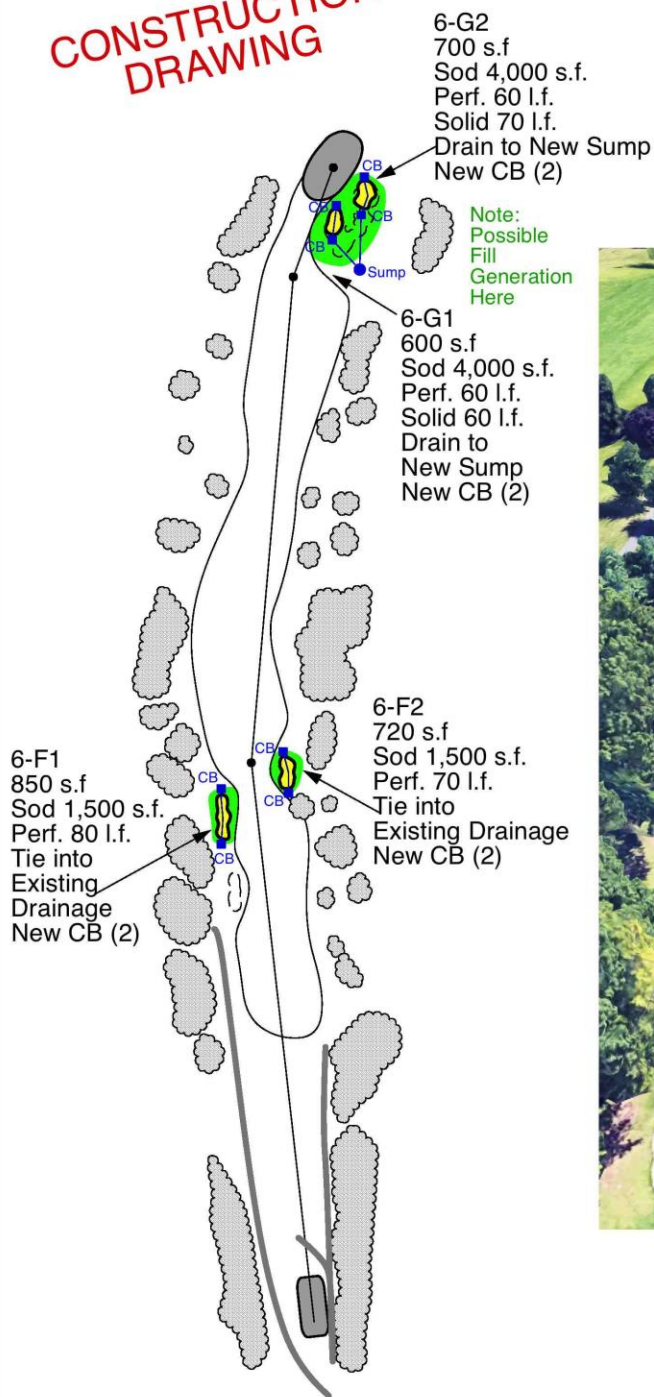 CONSTRUCTION
DRAWING
6-G2
700 s.f
Sod 4,000 s.f.
Perf. 60 l.f.
Solid 70 l.f.
Drain to New Sump
New CB (2)
CB
CB
CB
CB
Sump
Note:
Possible
Fill
Generation
Here
6-G1
600 s.f
Sod 4,000 s.f.
Perf. 60 l.f.
Solid 60 l.f.
Drain to
New Sump
New CB (2)
6-F2
720 s.f
Sod 1,500 s.f.
Perf. 70 l.f.
Tie into
Existing Drainage
New CB (2)
CB
CB
6-F1
850 s.f
Sod 1,500 s.f.
Perf. 80 l.f.
Tie into
Existing
Drainage
New CB (2)
CB
CB